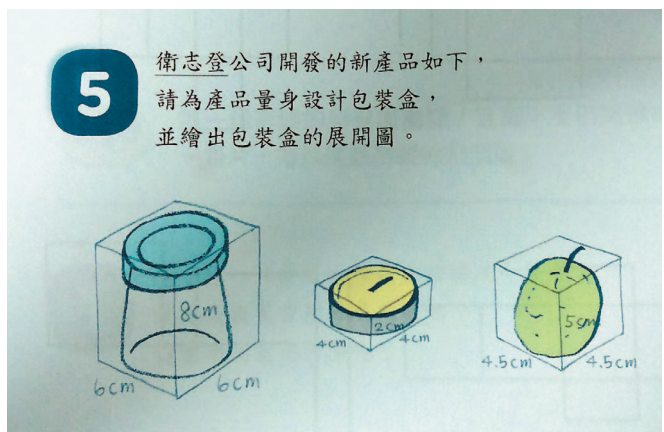 5
衛志登公司開發的新產品如下，
請為產品量身設計包裝盒，
並繪出包裝盒的展開圖。
8cm
6cm
6cm
2cm
4cm
4cm
5cm
4.5cm
4.5cm